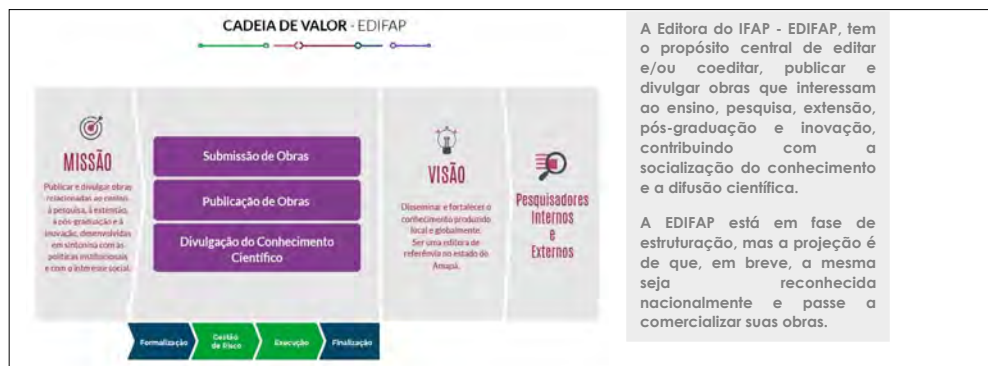 CADEIA DE VALOR - EDIFAP
MISSÃO
Publicar e divulgar obras
relacionadas ao ensino,
à pesquisa, à extensão,
à pós-graduação e à
inovação, desenvolvidas
em sintonia com as
políticas institucionais
e com o interesse social.
Submissão de Obras
Publicação de Obras
Divulgação do Conhecimento
Científico
VISÃO
Disseminar e fortalecer o
conhecimento produzido
local e globalmente.
Ser uma editora de
referência no estado do
Amapá.
Pesquisadores
Internos
e
Externos
Formalização
Gestão
de Risco
Execução
Finalização
A Editora do IFAP - EDIFAP, tem
o propósito central de editar
e/ou coeditar, publicar e
divulgar obras que interessam
ao ensino, pesquisa, extensão,
pós-graduação e inovação,
contribuindo com a
socialização do conhecimento
e a difusão científica.
A EDIFAP está em fase de
estruturação, mas a projeção é
de que, em breve, a mesma
seja reconhecida
nacionalmente e passe a
comercializar suas obras.